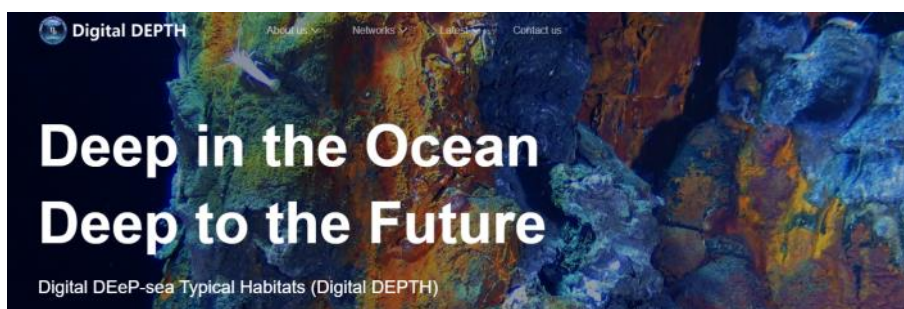 Digital DEPTH
About us
Networks
Latest
Contact us
Deep in the Ocean
Deep to the Future
Digital DEeP-sea Typical Habitats (Digital DEPTH)